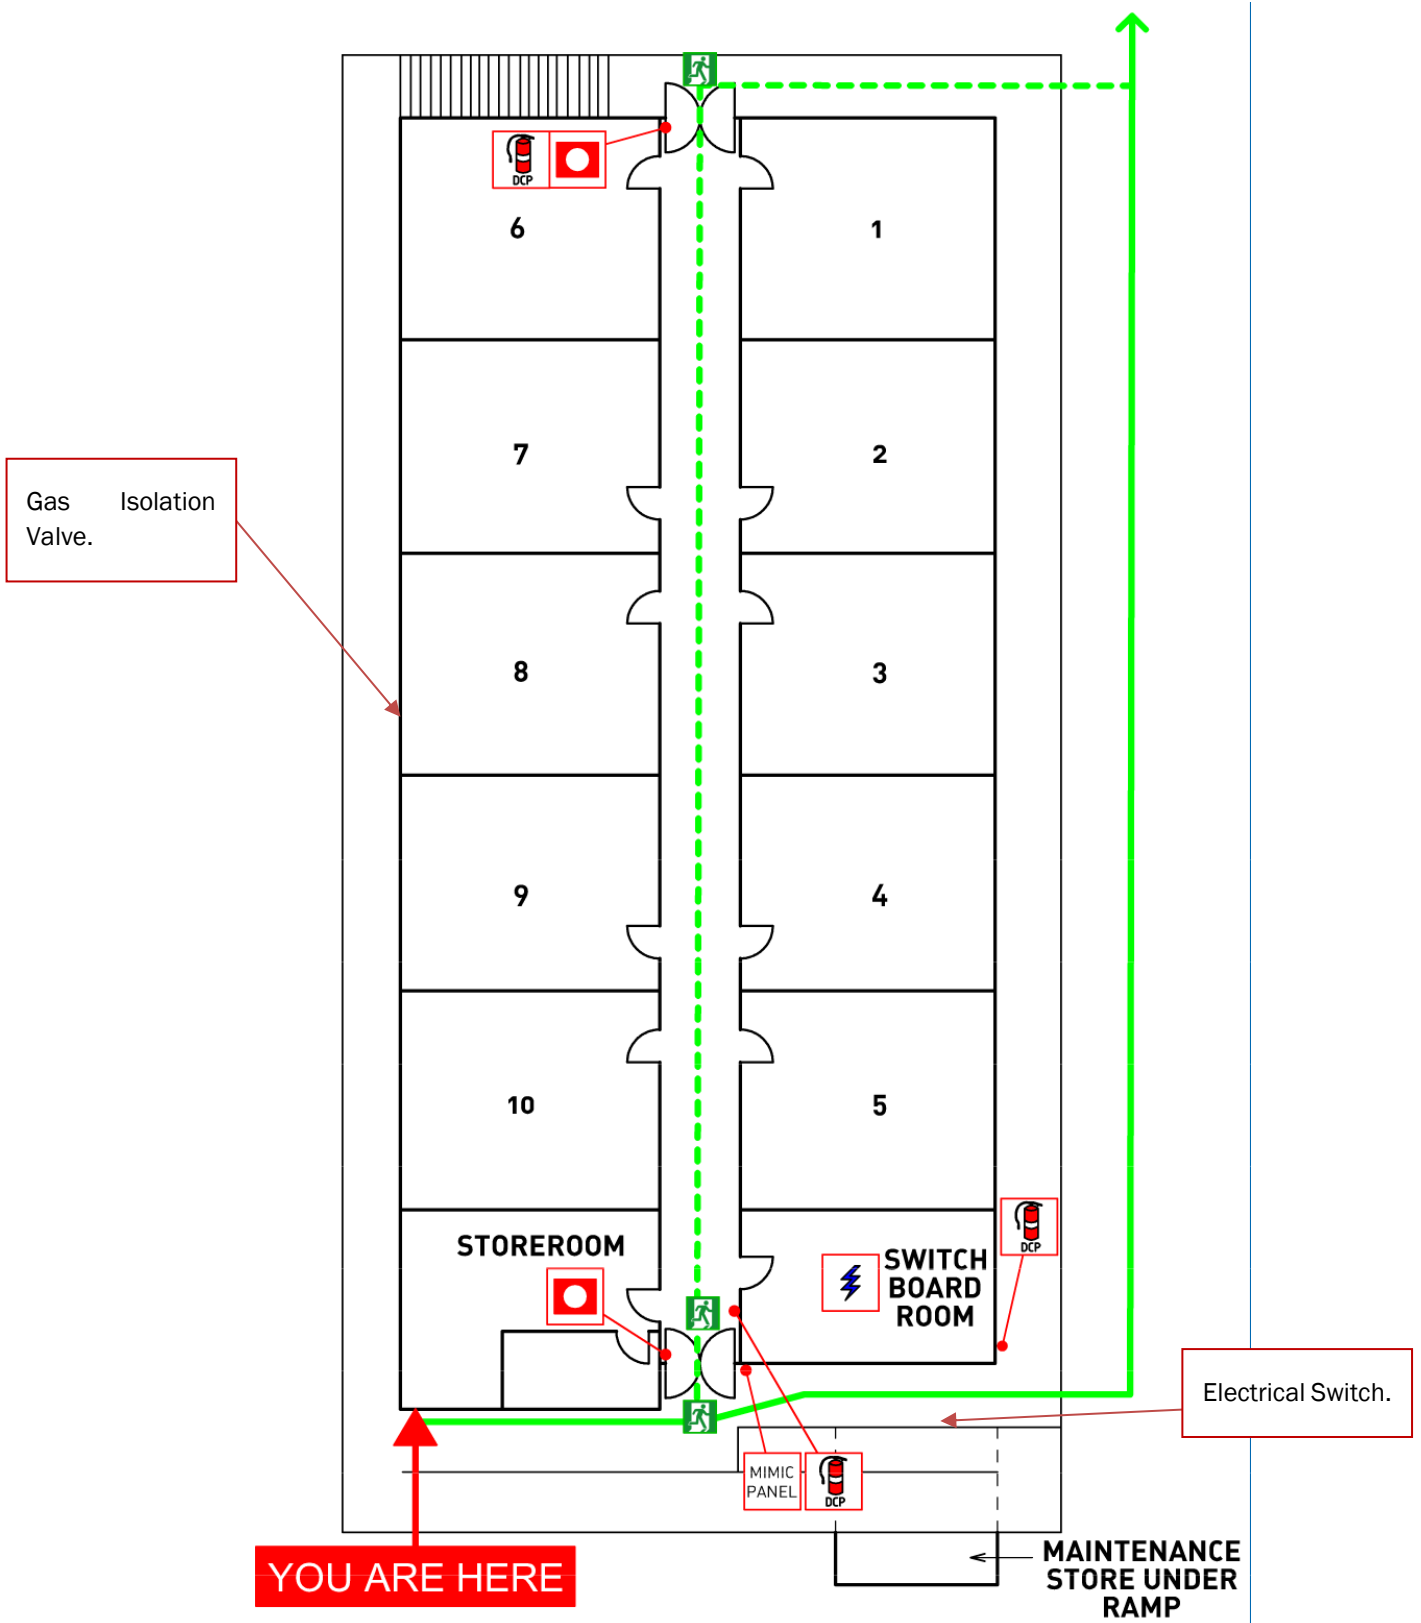 DCP
6
1
7
2
Gas Isolation
Valve.
8
3
9
4
10
5
DCP
STOREROOM
SWITCH
BOARD
ROOM
Electrical Switch.
MIMIC
PANEL
DCP
YOU ARE HERE
MAINTENANCE
STORE UNDER
RAMP